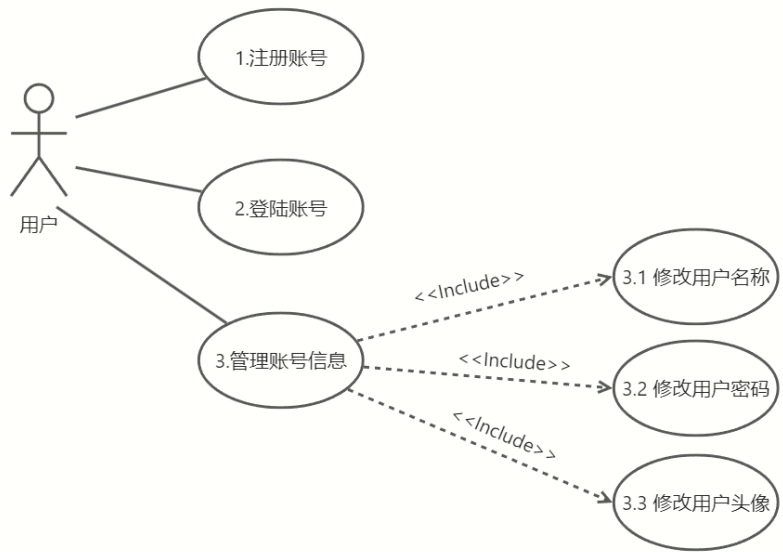 1.注册账号
用户
2.登陆账号
3.管理账号信息
<<Include>>
3.1 修改用户名称
<<Include>>
3.2 修改用户密码
<<Include>>
3.3 修改用户头像